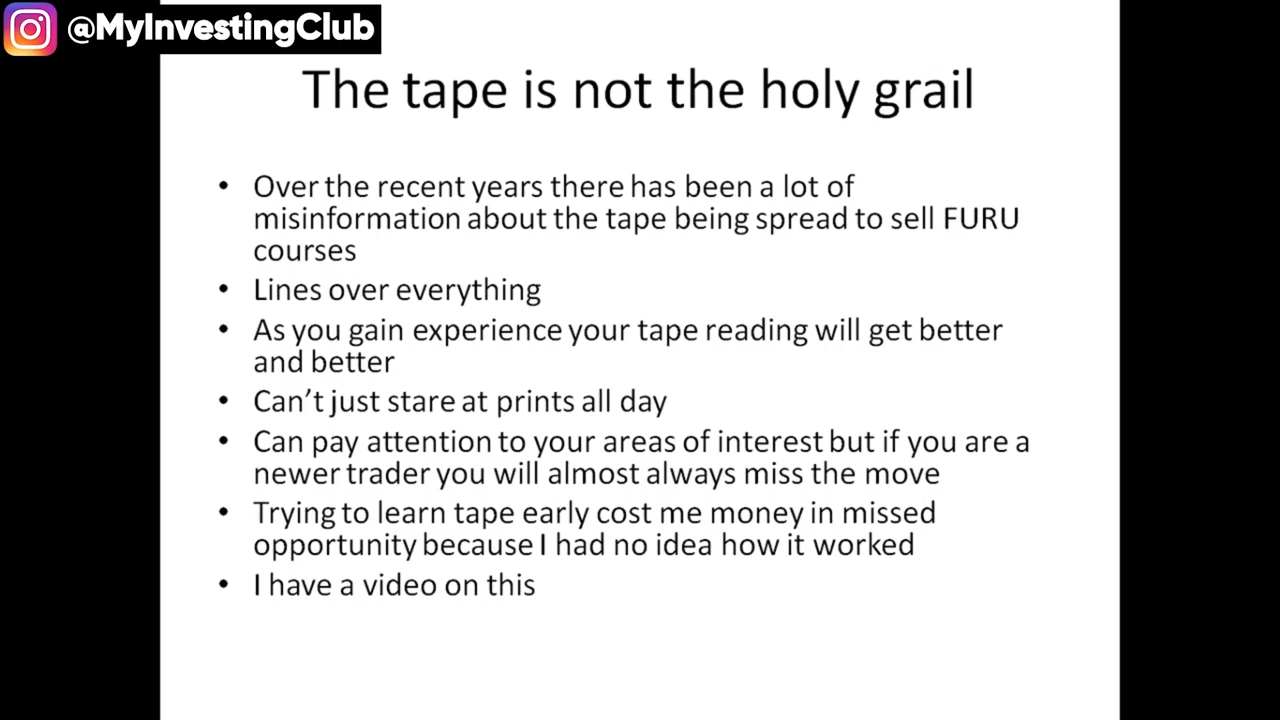 @MyInvestingClub
The tape is not the holy grail
• Over the recent years there has been a lot of
misinformation about the tape being spread to sell FURU
courses
• Lines over everything
• As you gain experience your tape reading will get better
and better
• Can't just stare at prints all day
• Can pay attention to your areas of interest but if you are a
newer trader you will almost always miss the move
• Trying to learn tape early cost me money in missed
opportunity because I had no idea how it worked
• I have a video on this